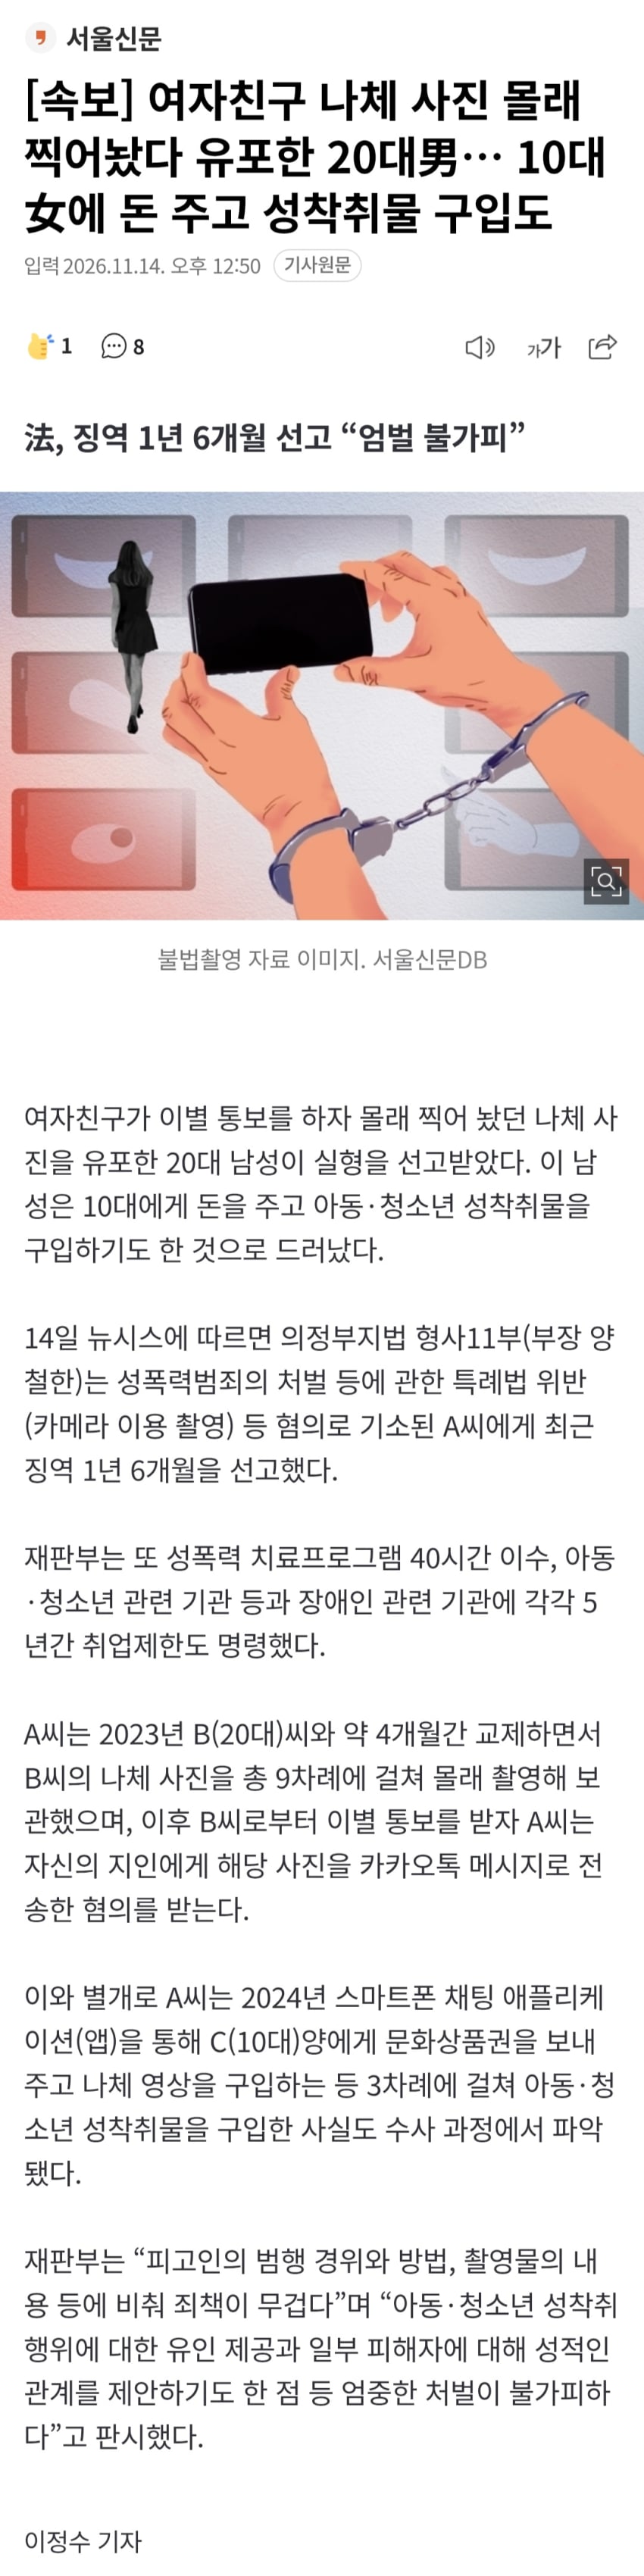 서울신문
[속보] 여자친구 나체 사진 몰래
찍어놨다 유포한 20대男… 10대
女에 돈 주고 성착취물 구입도
입력 2026.11.14. 오후 12:50 기사원문
1 8 가가
法, 징역 1년 6개월 선고 “엄벌 불가피”
불법촬영 자료 이미지. 서울신문DB
여자친구가 이별 통보를 하자 몰래 찍어 놨던 나체 사
진을 유포한 20대 남성이 실형을 선고받았다. 이 남
성은 10대에게 돈을 주고 아동·청소년 성착취물을
구입하기도 한 것으로 드러났다.
14일 뉴시스에 따르면 의정부지법 형사11부(부장 양
철한)는 성폭력범죄의 처벌 등에 관한 특례법 위반
(카메라 이용 촬영) 등 혐의로 기소된 A씨에게 최근
징역 1년 6개월을 선고했다.
재판부는 또 성폭력 치료프로그램 40시간 이수, 아동
·청소년 관련 기관 등과 장애인 관련 기관에 각각 5
년간 취업제한도 명령했다.
A씨는 2023년 B(20대)씨와 약 4개월간 교제하면서
B씨의 나체 사진을 총 9차례에 걸쳐 몰래 촬영해 보
관했으며, 이후 B씨로부터 이별 통보를 받자 A씨는
자신의 지인에게 해당 사진을 카카오톡 메시지로 전
송한 혐의를 받는다.
이와 별개로 A씨는 2024년 스마트폰 채팅 애플리케
이션(앱)을 통해 C(10대)양에게 문화상품권을 보내
주고 나체 영상을 구입하는 등 3차례에 걸쳐 아동·청
소년 성착취물을 구입한 사실도 수사 과정에서 파악
됐다.
재판부는 “피고인의 범행 경위와 방법, 촬영물의 내
용 등에 비춰 죄책이 무겁다”며 “아동·청소년 성착취
행위에 대한 유인 제공과 일부 피해자에 대해 성적인
관계를 제안하기도 한 점 등 엄중한 처벌이 불가피하
다”고 판시했다.
이정수 기자